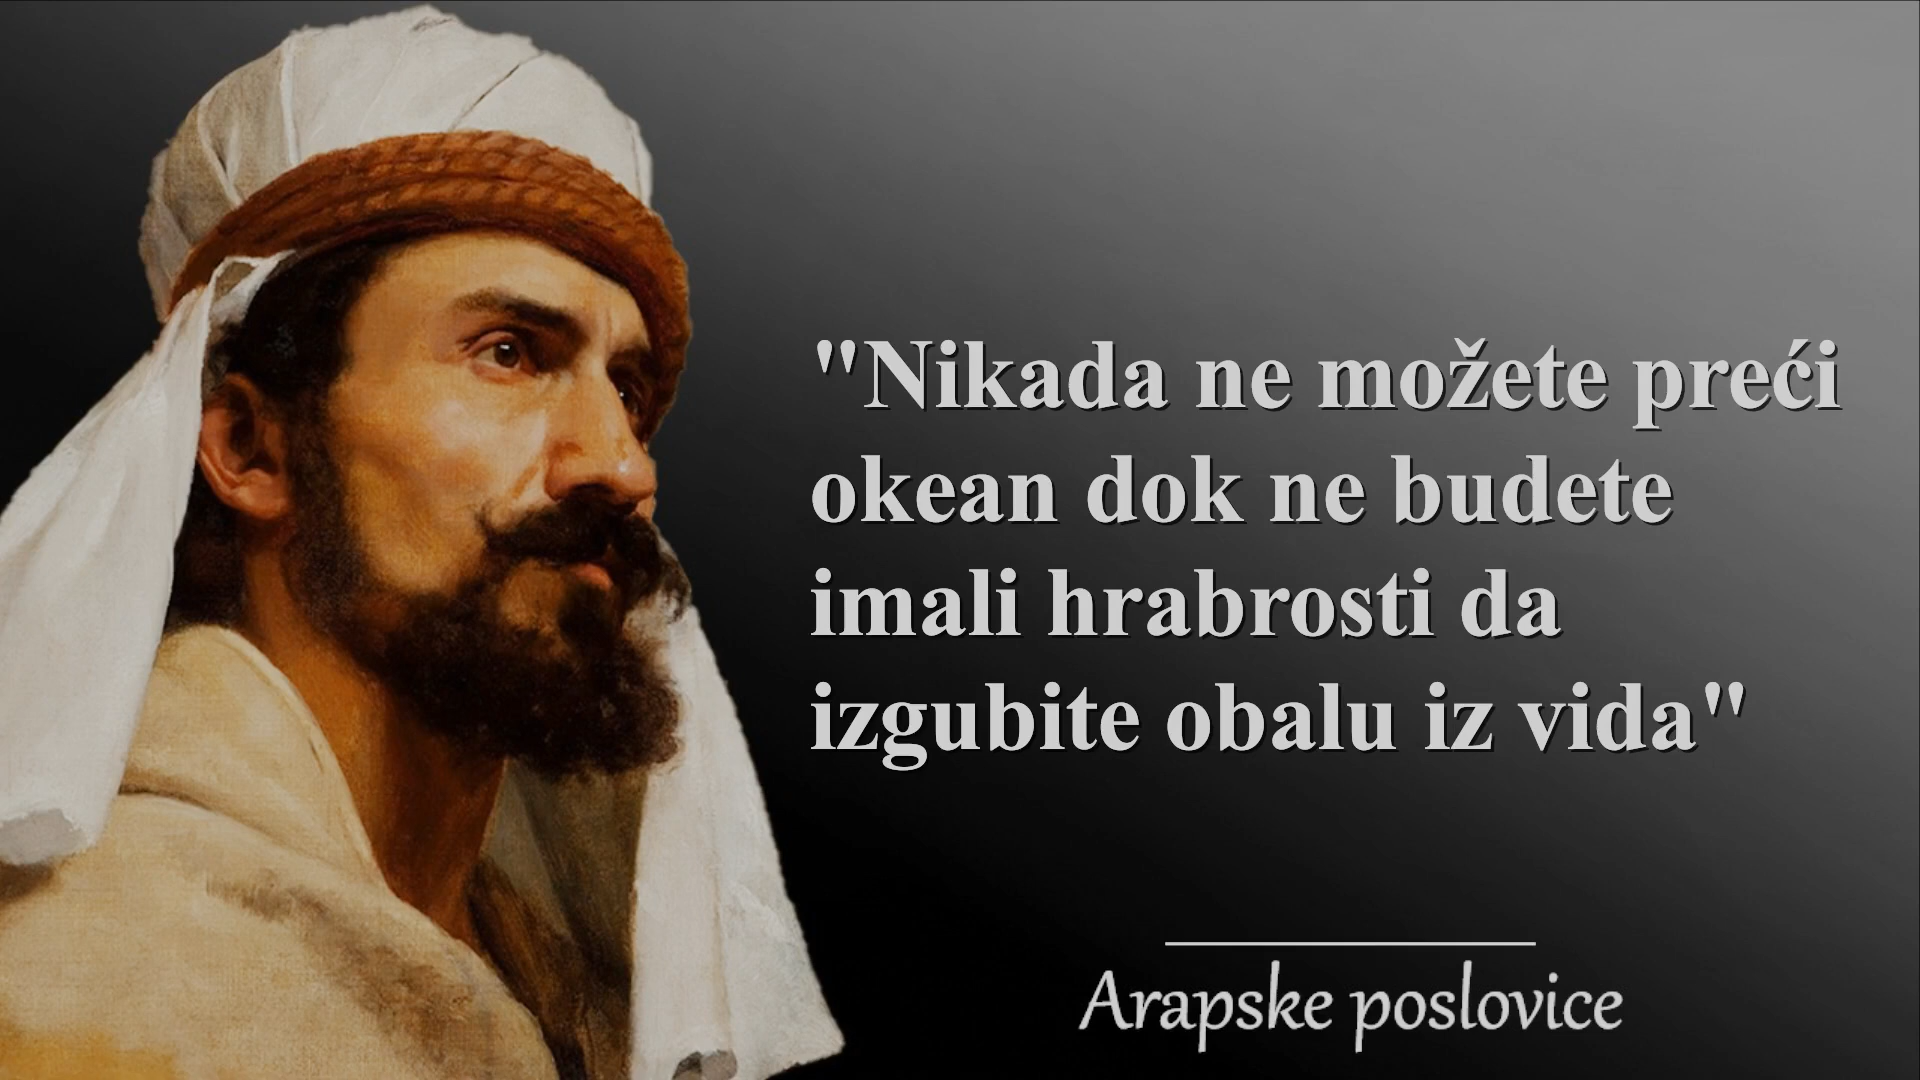 "Nikada ne možete preći
okean dok ne budete
imali hrabrosti da
izgubite obalu iz vida"
Arapske poslovice